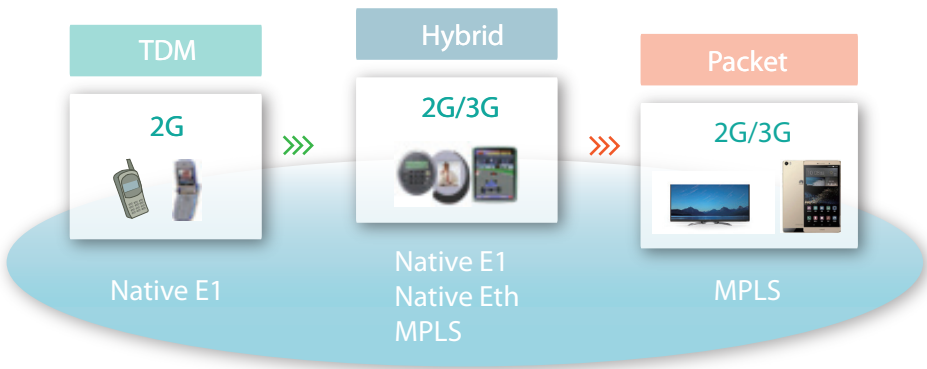 TDM
2G
Native E1
Hybrid
2G/3G
Native E1
Native Eth
MPLS
Packet
2G/3G
MPLS